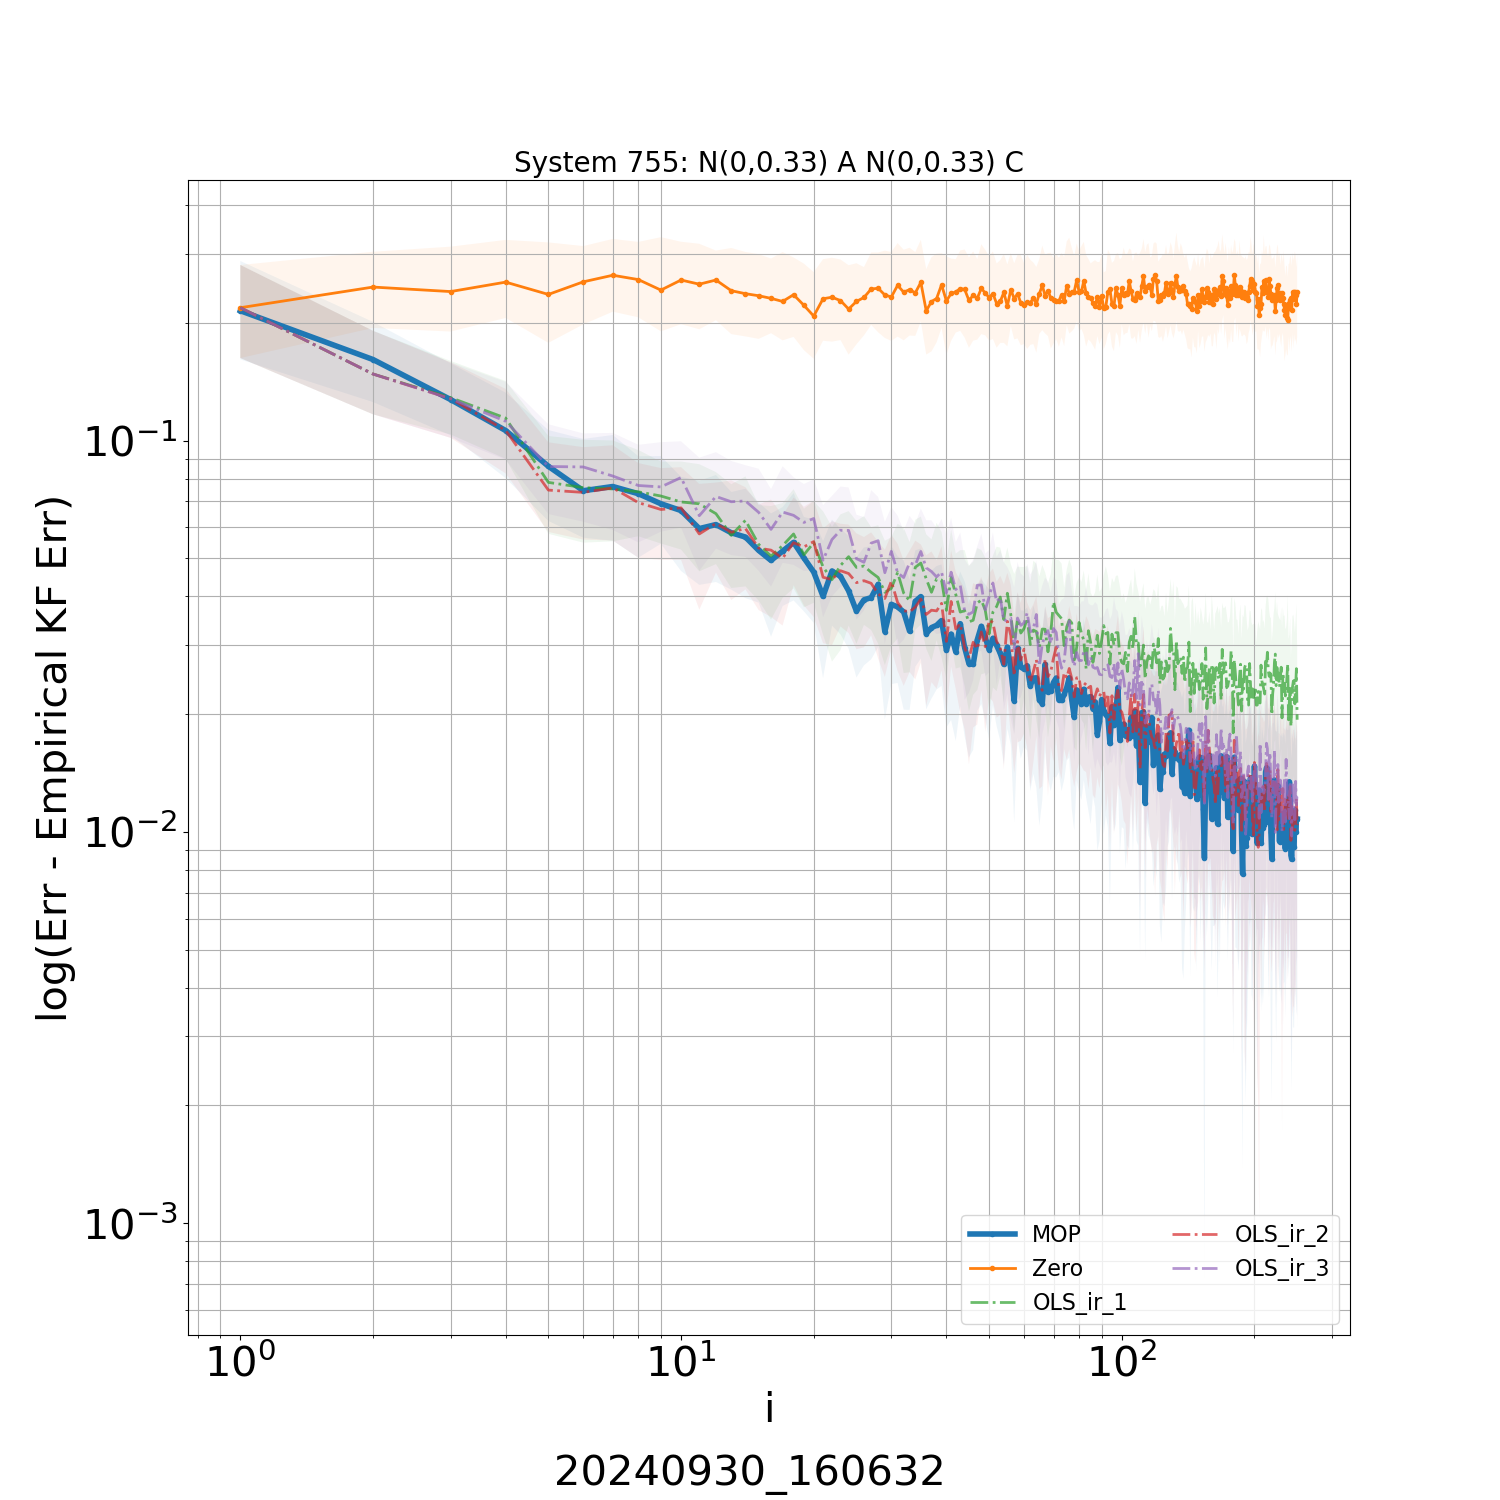 System 755: N(0,0.33) A N(0,0.33) C
log(Err - Empirical KF Err)
10⁻¹
10⁻²
10⁻³
MOP
Zero
OLS_ir_1
OLS_ir_2
OLS_ir_3
10⁰ 10¹ 10²
i
20240930_160632